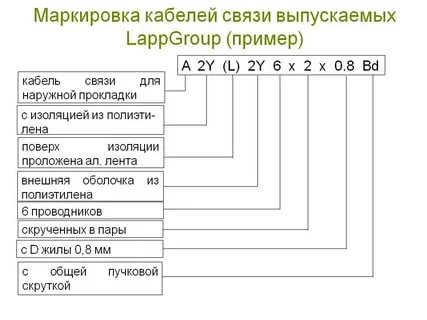 Маркировка кабелей связи выпускаемых
LappGroup (пример)
A 2Y (L) 2Y 6 x 2 x 0.8 Bd
кабель связи для
наружной прокладки
с изоляцией из полиэти-
лена
поверх изоляции
проложена ал. лента
внешняя оболочка из
полиэтилена
6 проводников
скрученных в пары
с D жилы 0,8 мм
с общей пучковой
скруткой